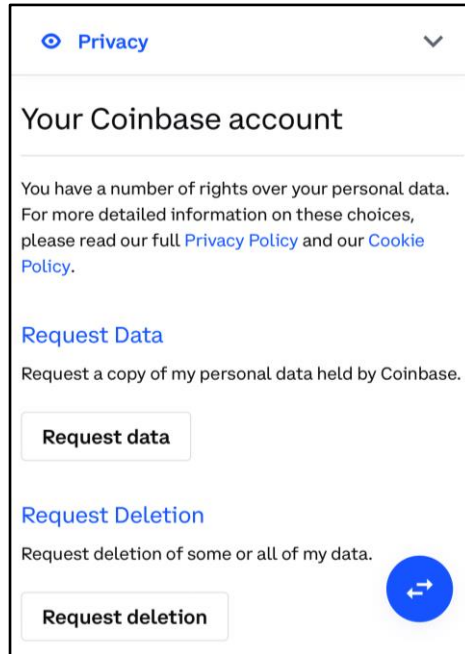 Privacy
Your Coinbase account
You have a number of rights over your personal data.
For more detailed information on these choices,
please read our full Privacy Policy and our Cookie
Policy.
Request Data
Request a copy of my personal data held by Coinbase.
Request data
Request Deletion
Request deletion of some or all of my data.
Request deletion